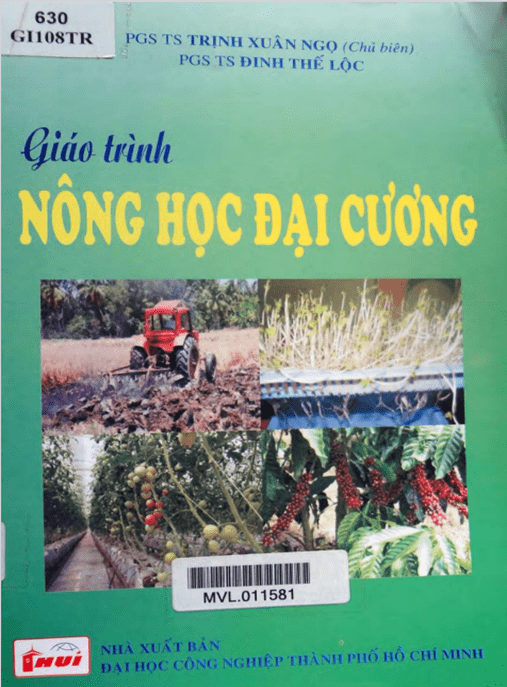 630
GI108TR
PGS TS TRỊNH XUÂN NGỌ (Chủ biên)
PGS TS ĐINH THẾ LỘC
Giáo trình
NÔNG HỌC ĐẠI CƯƠNG
MVL.011581
HUI
NHÀ XUẤT BẢN
ĐẠI HỌC CÔNG NGHIỆP THÀNH PHỐ HỒ CHÍ MINH